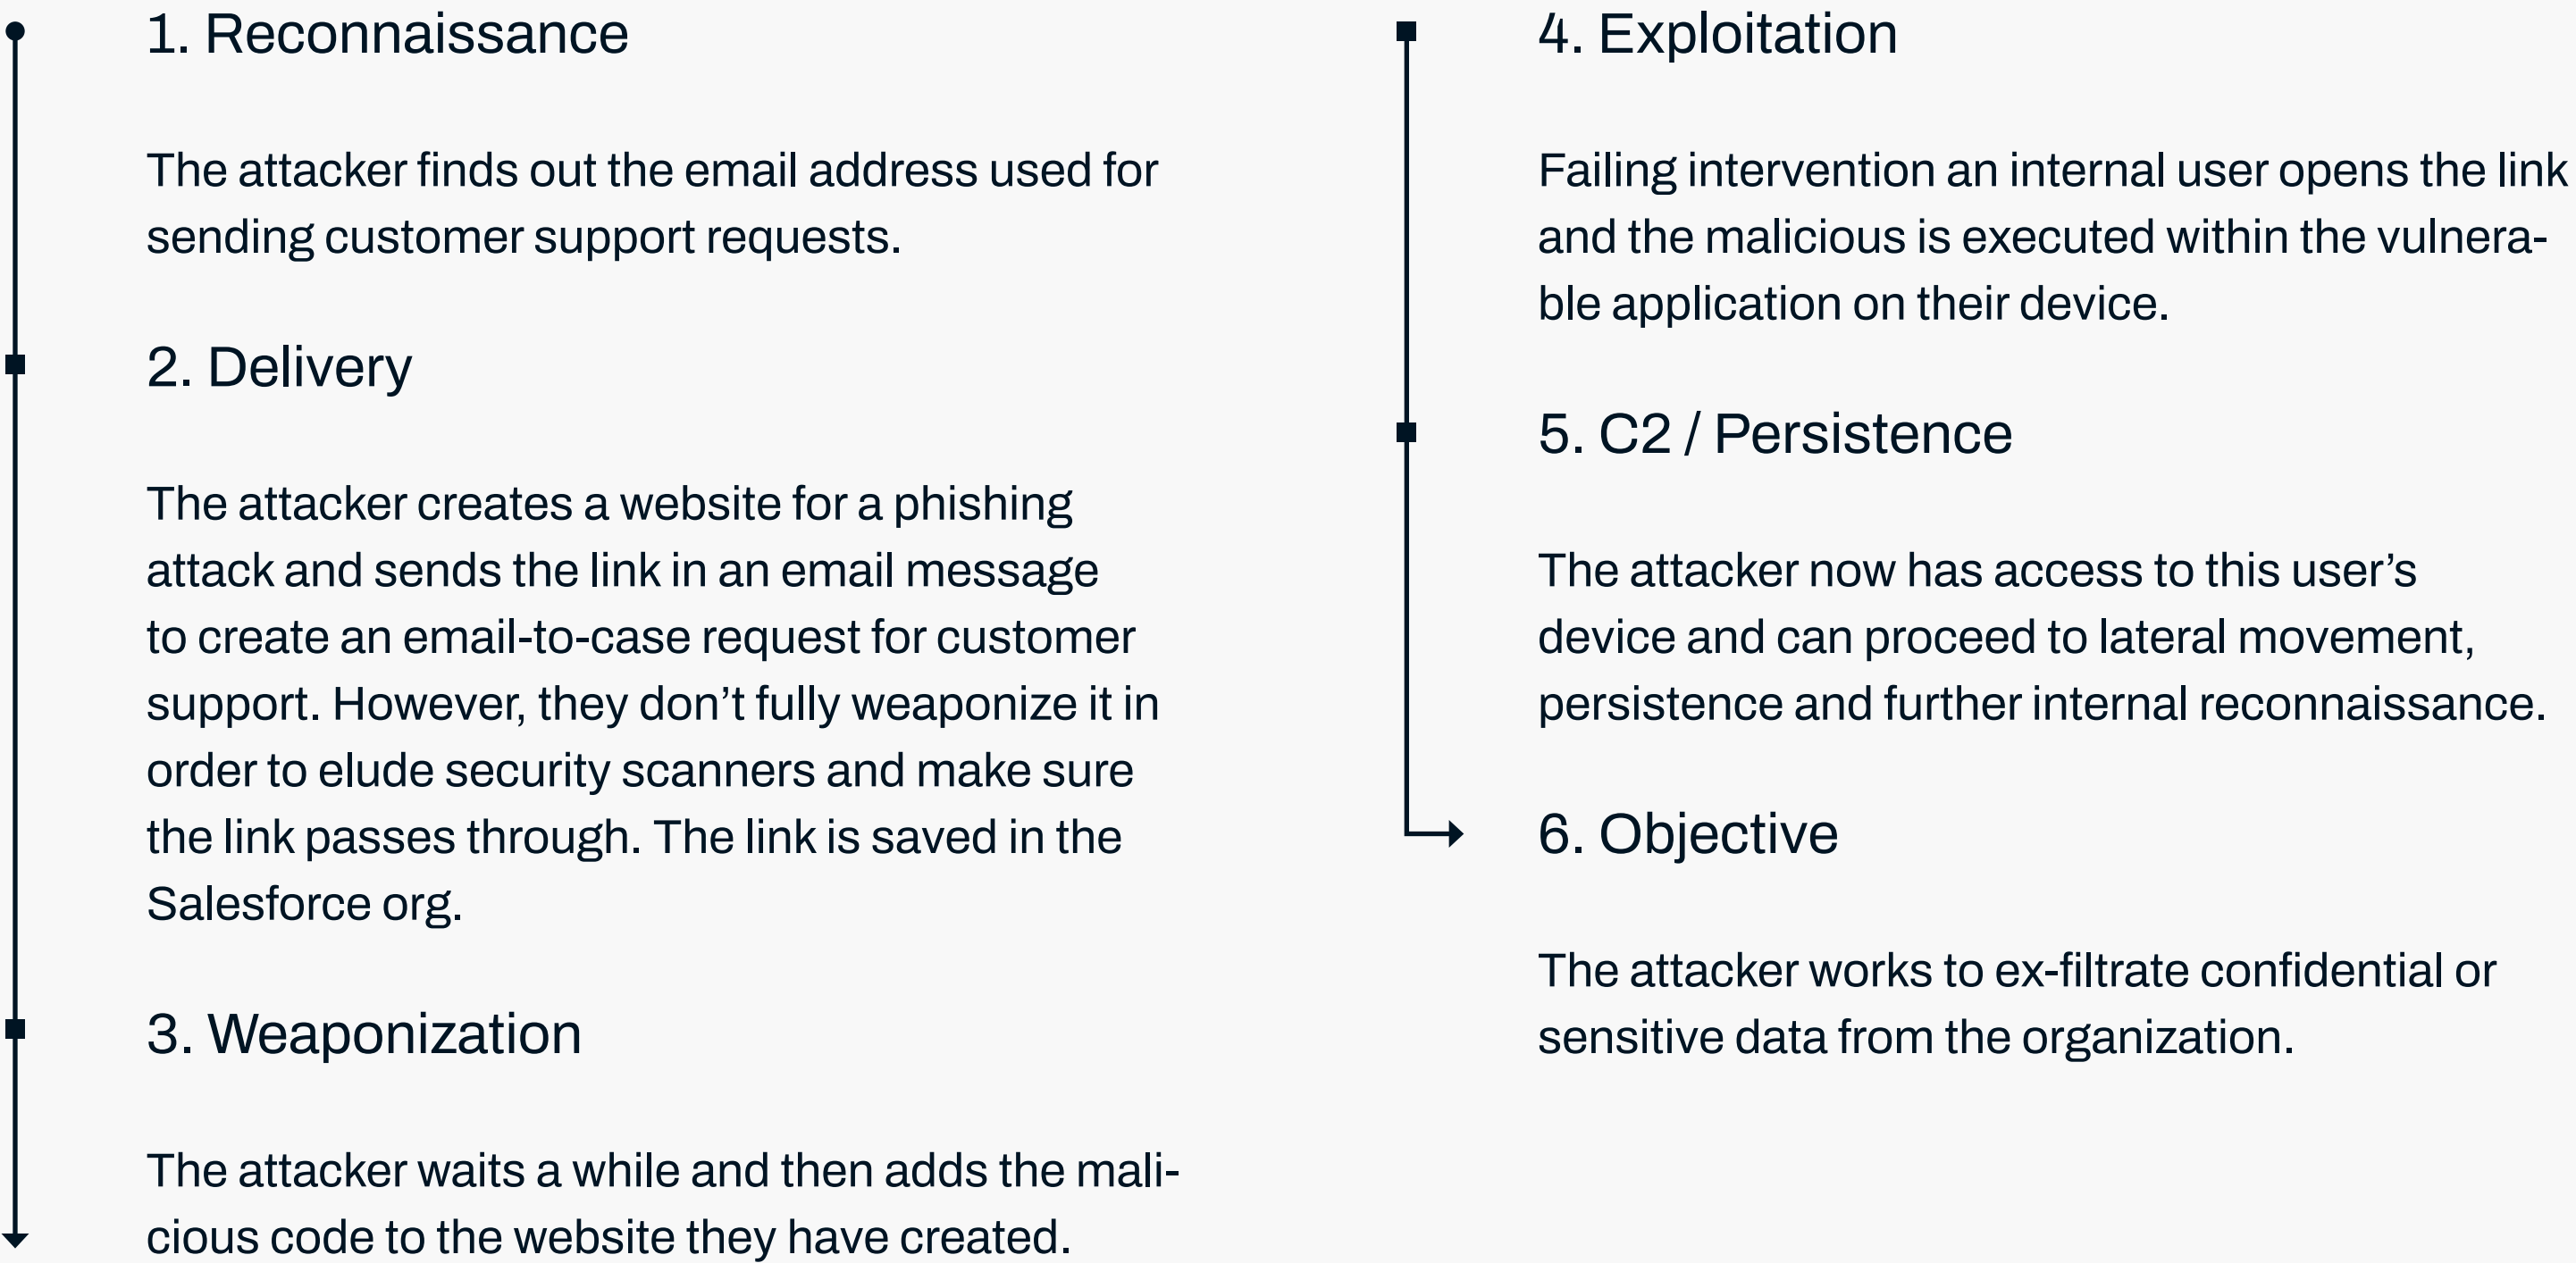 1. Reconnaissance
The attacker finds out the email address used for
sending customer support requests.
2. Delivery
The attacker creates a website for a phishing
attack and sends the link in an email message
to create an email-to-case request for customer
support. However, they don’t fully weaponize it in
order to elude security scanners and make sure
the link passes through. The link is saved in the
Salesforce org.
3. Weaponization
The attacker waits a while and then adds the mali-
cious code to the website they have created.
4. Exploitation
Failing intervention an internal user opens the link
and the malicious is executed within the vulnera-
ble application on their device.
5. C2 / Persistence
The attacker now has access to this user’s
device and can proceed to lateral movement,
persistence and further internal reconnaissance.
6. Objective
The attacker works to ex-filtrate confidential or
sensitive data from the organization.